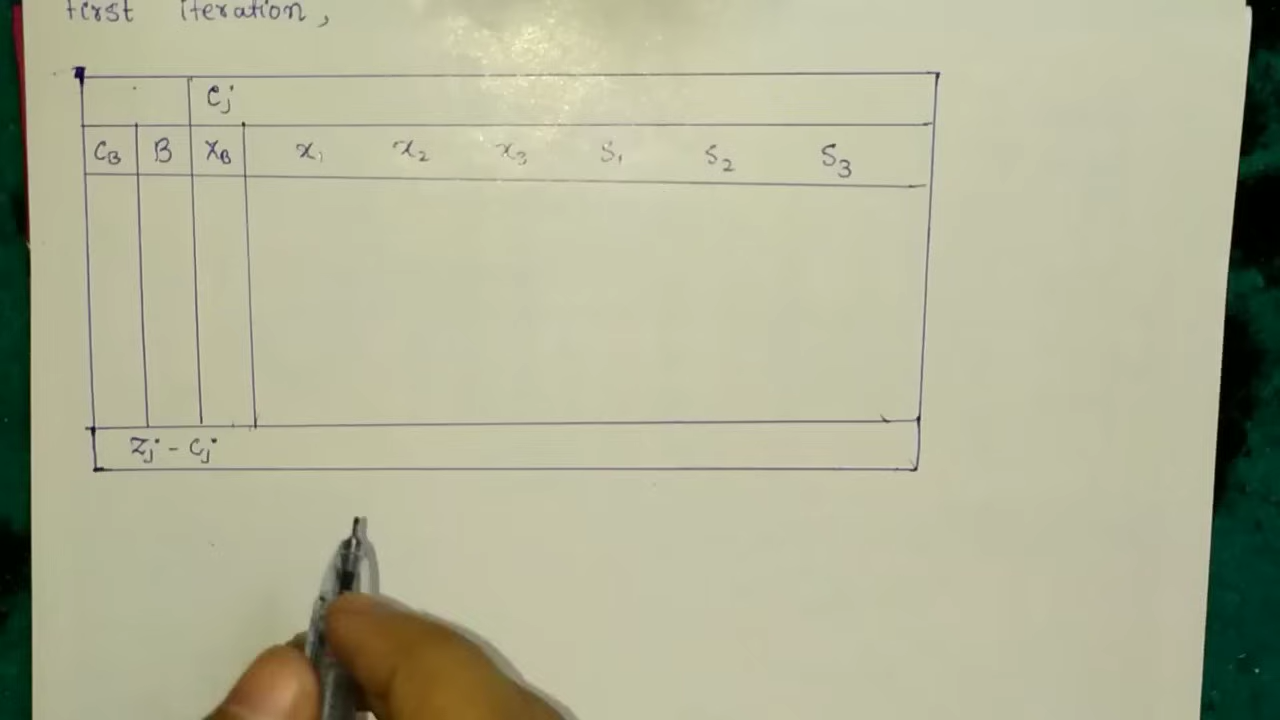 first iteration,
Cj
CB B XB x1 x2 x3 S1 S2 S3
Zj - Cj